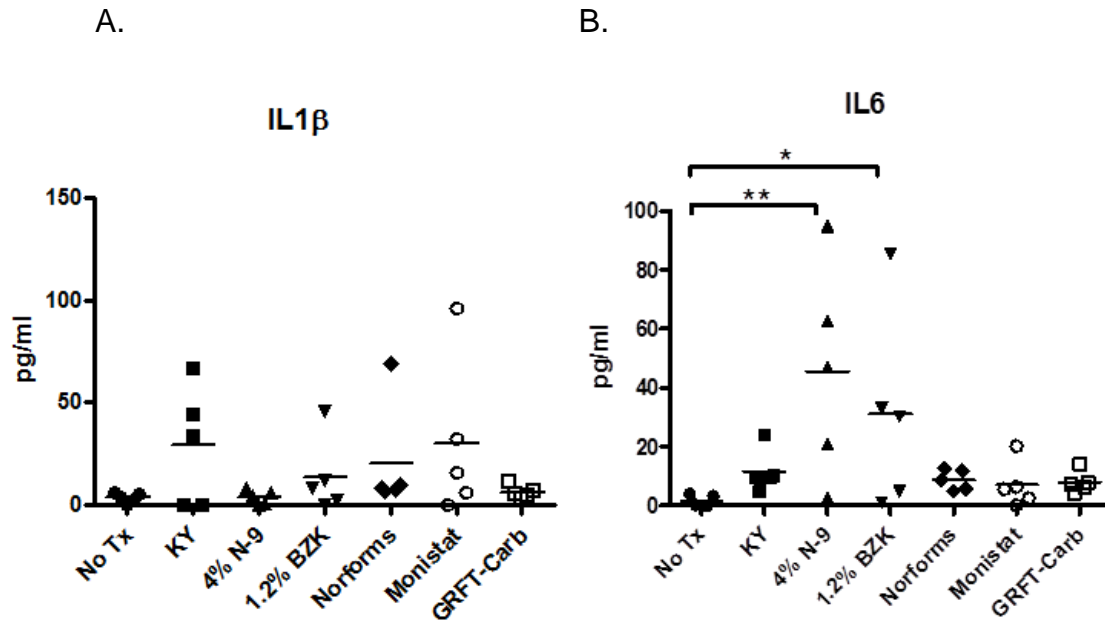 A.
B.
IL1β
IL6
*
**
150
100
50
0
pg/ml
No Tx
KY
4% N-9
1.2% BZK
Norforms
Monistat
GRFT-Carb
100
80
60
40
20
0
pg/ml
No Tx
KY
4% N-9
1.2% BZK
Norforms
Monistat
GRFT-Carb